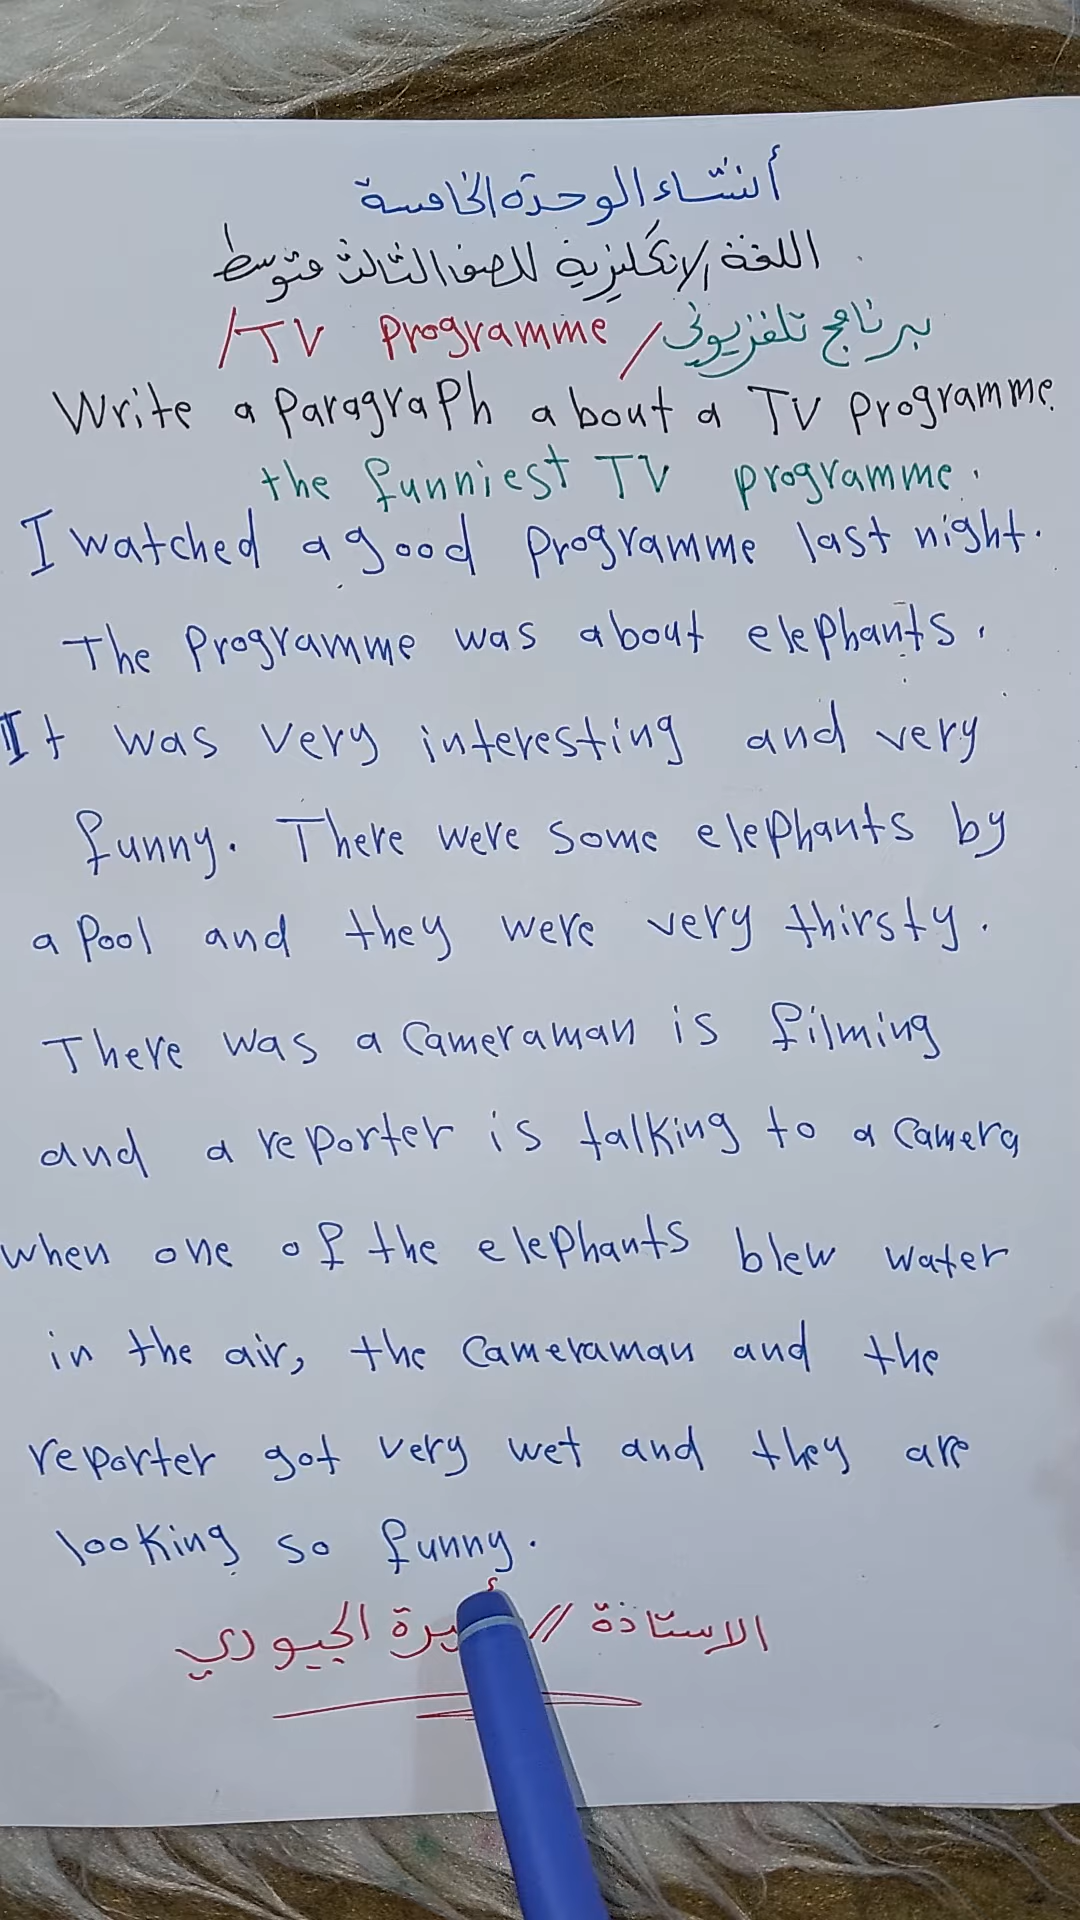 أنشاء الوحدة الخامسة
اللغة الانكليزية للصف الثالث متوسط
/TV Programme/ برنامج تلفزيوني
Write a Paragraph about a TV Programme.
the funniest TV programme.
I watched a good programme last night.
The Programme was about elephants.
It was very interesting and very
funny. There were some elephants by
a Pool and they were very thirsty.
There was a Cameraman is filming
and a reporter is talking to a Camera
when one of the elephants blew water
in the air, the Cameraman and the
reporter got very wet and they are
looking so funny.
الاستاذة // الجبوري